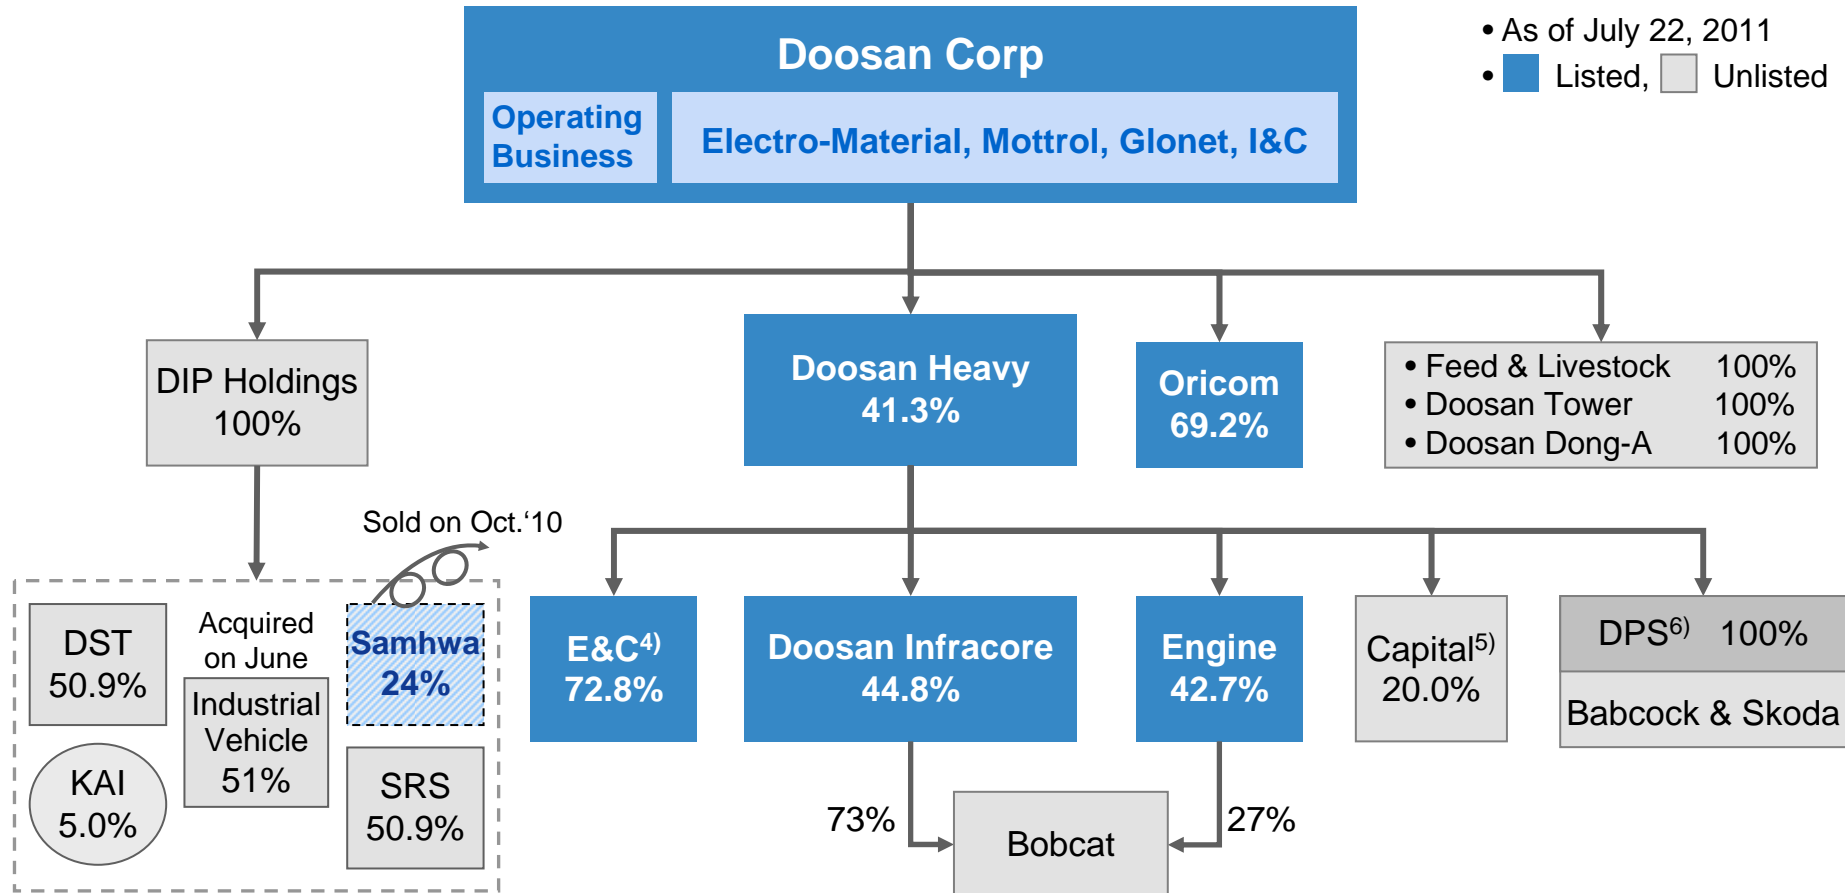 Doosan Corp
Operating
Business
Electro-Material, Mottrol, Glonet, I&C
• As of July 22, 2011
• Listed, Unlisted
DIP Holdings
100%
Doosan Heavy
41.3%
Oricom
69.2%
• Feed & Livestock 100%
• Doosan Tower 100%
• Doosan Dong-A 100%
Sold on Oct.‘10
DST
50.9%
Acquired
on June
Industrial
Vehicle
51%
Samhwa
24%
KAI
5.0%
SRS
50.9%
E&C4)
72.8%
Doosan Infracore
44.8%
Engine
42.7%
Capital5)
20.0%
DPS6) 100%
Babcock & Skoda
73%
Bobcat
27%